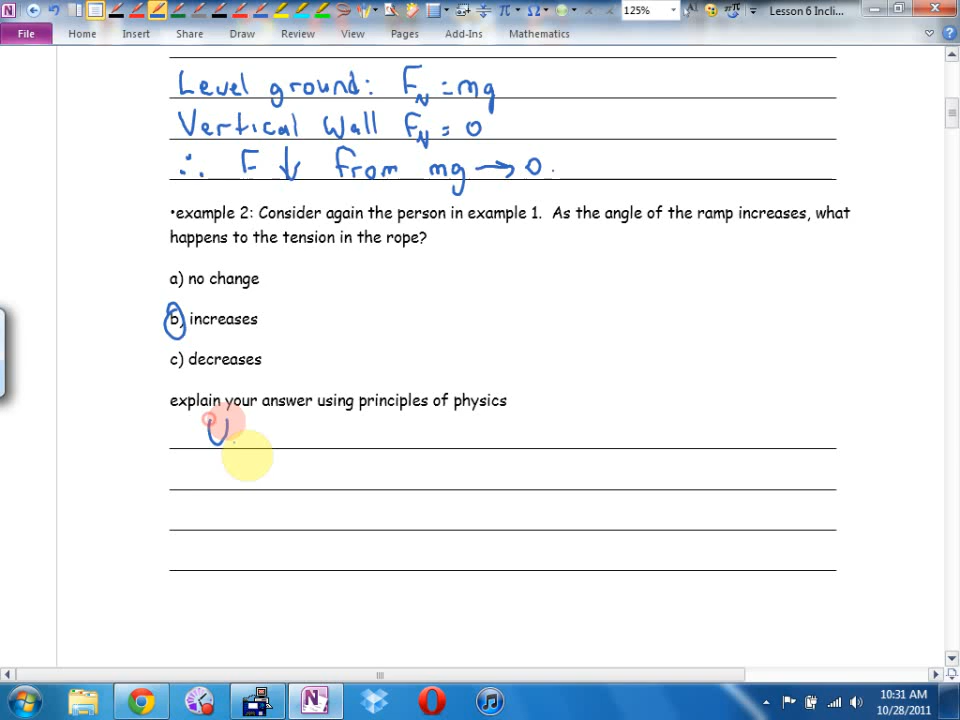 125%
Lesson 6 Incli...
File Home Insert Share Draw Review View Pages Add-Ins Mathematics
Level ground: FN = mg
Vertical Wall FN = 0
∴ F ↓ from mg → 0.
•example 2: Consider again the person in example 1. As the angle of the ramp increases, what
happens to the tension in the rope?
a) no change
b) increases
c) decreases
explain your answer using principles of physics
10:31 AM
10/28/2011